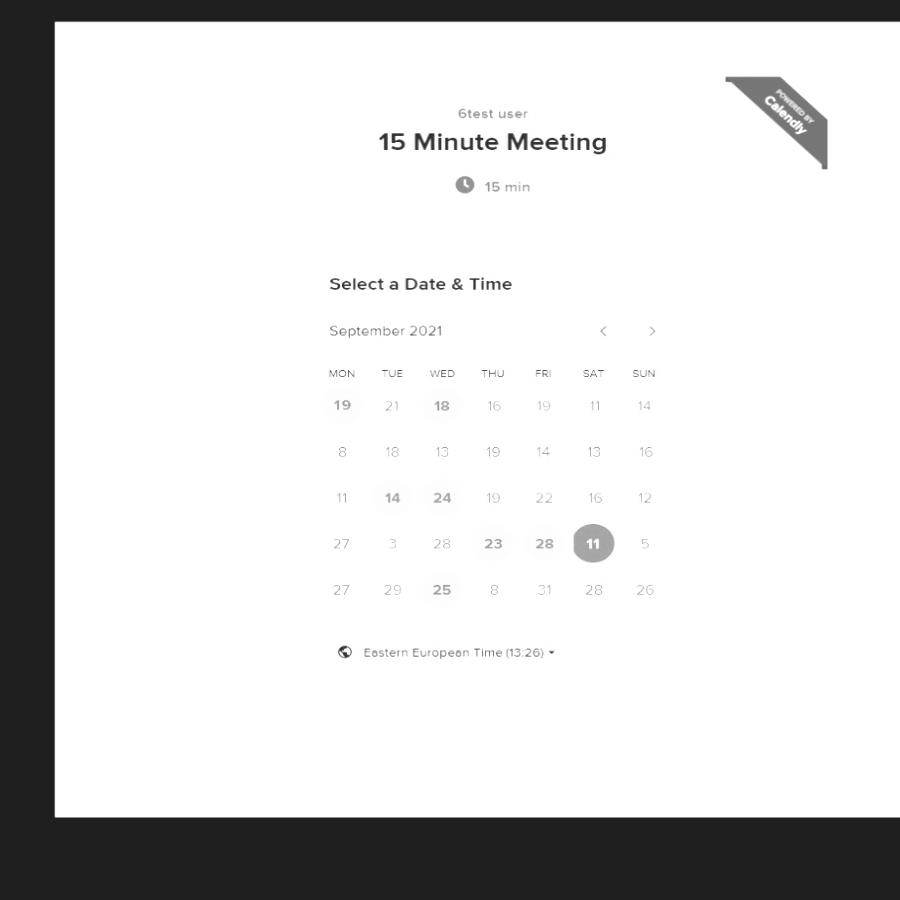 POWERED BY
Calendly
6test user
15 Minute Meeting
15 min
Select a Date & Time
September 2021
MON TUE WED THU FRI SAT SUN
19 21 18 16 19 11 14
8 18 13 19 14 13 16
11 14 24 19 22 16 12
27 3 28 23 28 11 5
27 29 25 8 31 28 26
Eastern European Time (13:26)